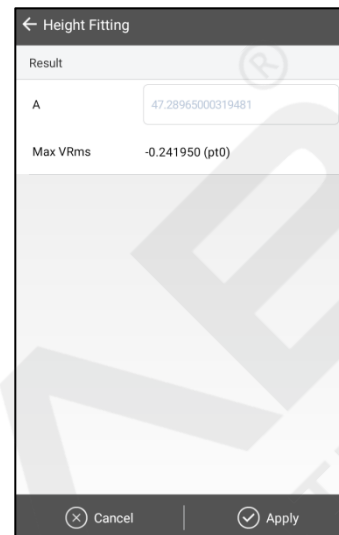 Height Fitting
Result
A 47.28965000319481
Max VRms -0.241950 (pt0)
Cancel Apply